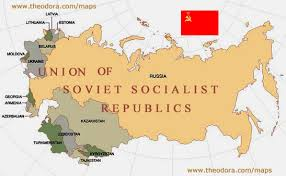 www.theodora.com/maps
LATVIA
LITHUANIA
ESTONIA
BELARUS
MOLDOVA
UKRAINE
RUSSIA
UNION OF
SOVIET SOCIALIST
REPUBLICS
GEORGIA
ARMENIA
AZERBAIJAN
KAZAKHSTAN
UZBEKISTAN
TURKMENISTAN
KYRGYZSTAN
TAJIKISTAN
www.theodora.com/maps